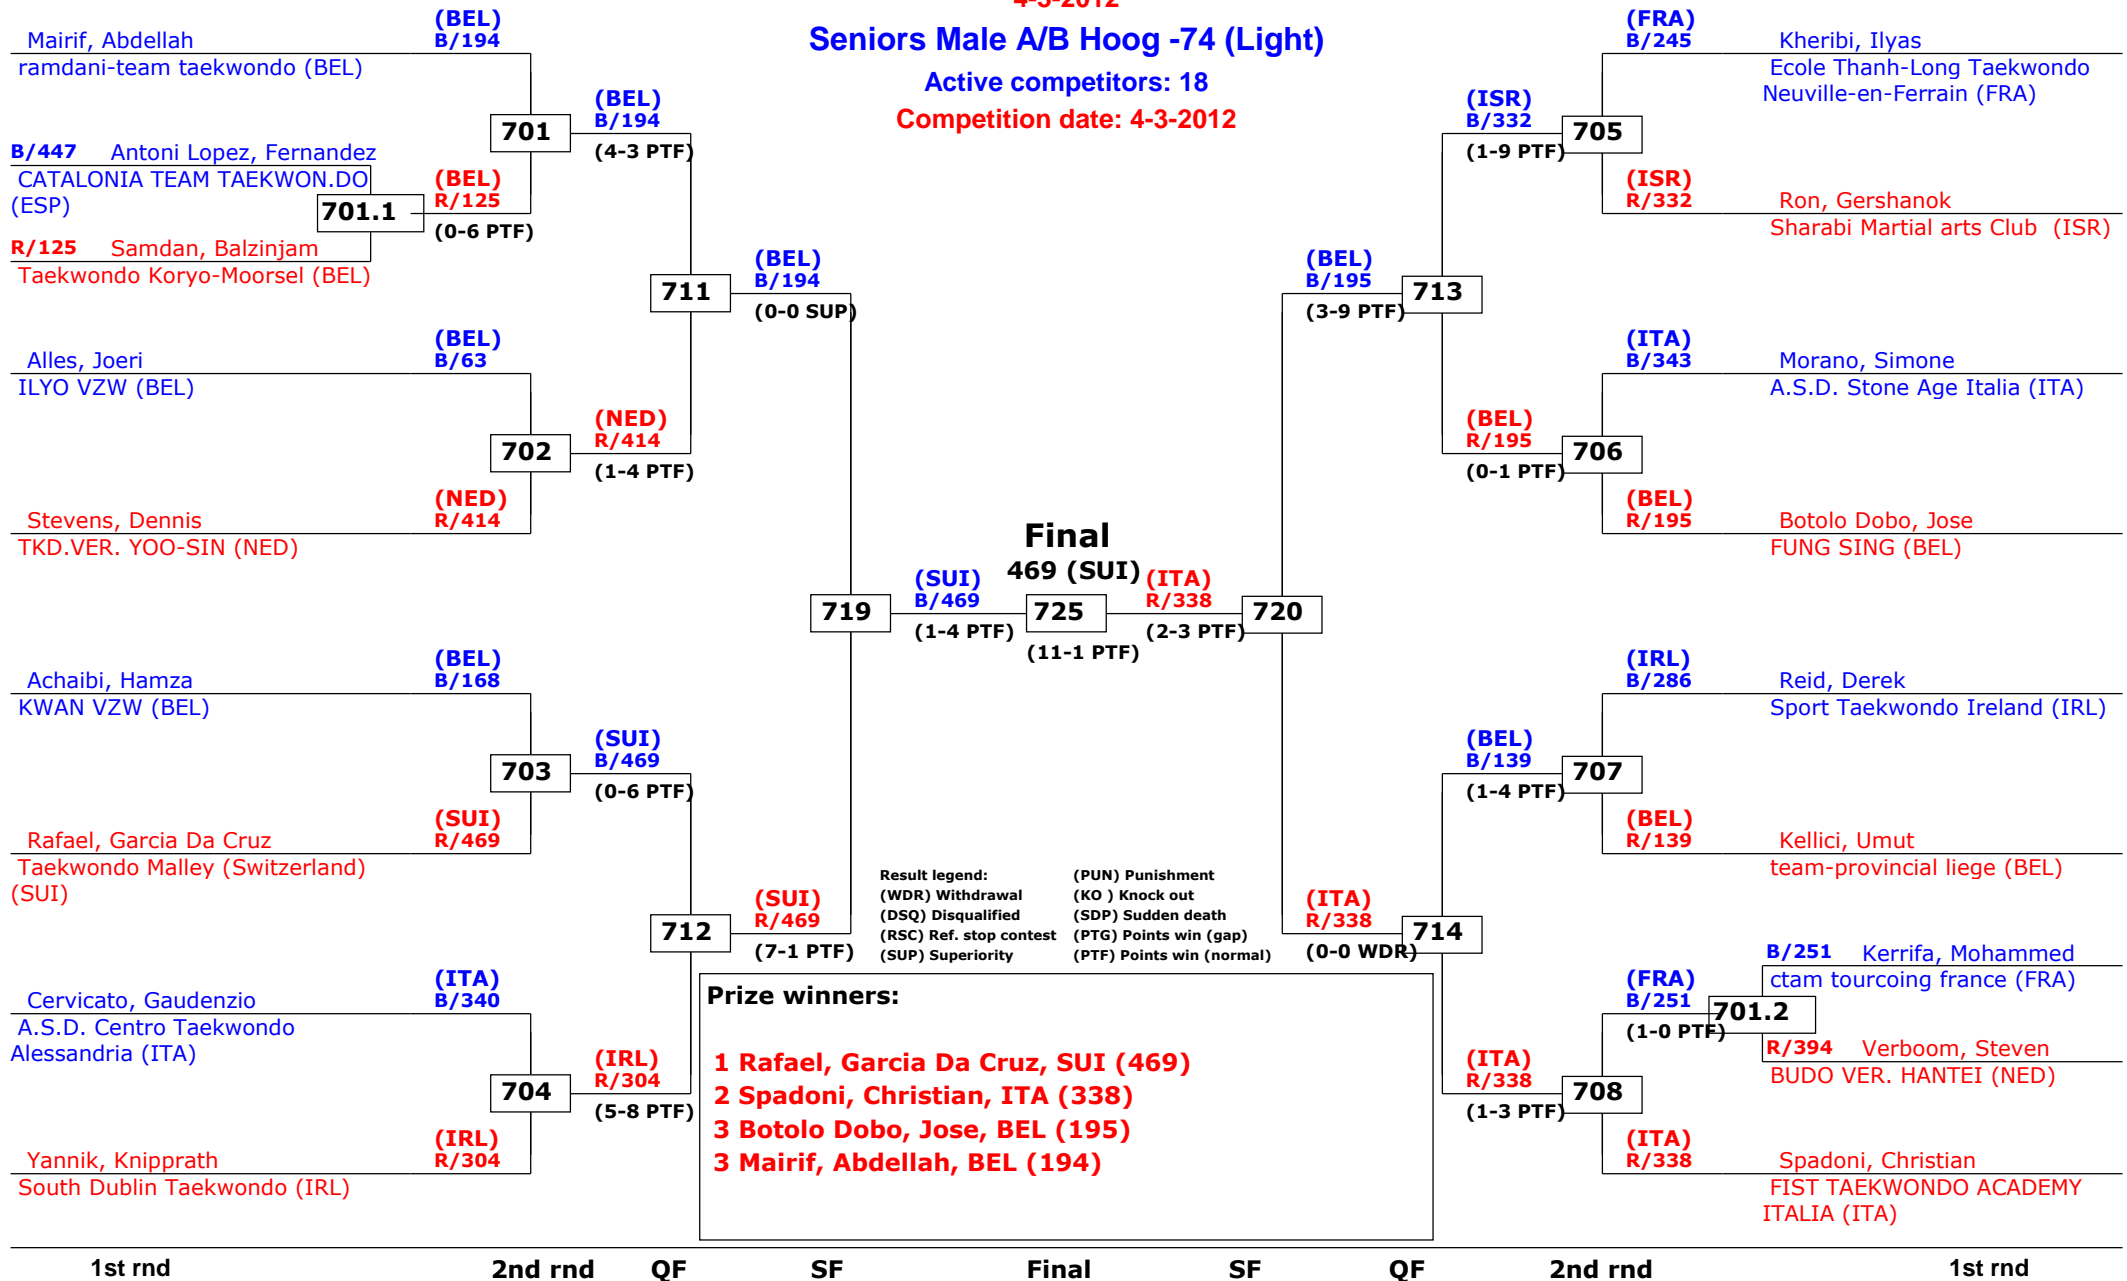 4-3-2012
Seniors Male A/B Hoog -74 (Light)
Active competitors: 18
Competition date: 4-3-2012
(BEL)
Mairif, Abdellah B/194
ramdani-team taekwondo (BEL)
(BEL)
701 B/194
(4-3 PTF)
B/447 Antoni Lopez, Fernandez
CATALONIA TEAM TAEKWON.DO
(ESP)
(BEL)
701.1 R/125
(0-6 PTF)
R/125 Samdan, Balzinjam
Taekwondo Koryo-Moorsel (BEL)
(BEL)
711 B/194
(0-0 SUP)
(BEL)
Alles, Joeri B/63
ILYO VZW (BEL)
(NED)
702 R/414
(1-4 PTF)
(NED)
Stevens, Dennis R/414
TKD.VER. YOO-SIN (NED)
Final
469 (SUI)
(SUI)
719 B/469
(1-4 PTF)
725
(11-1 PTF)
(ITA)
R/338 720
(2-3 PTF)
(BEL)
Achaibi, Hamza B/168
KWAN VZW (BEL)
(SUI)
703 B/469
(0-6 PTF)
(SUI)
Rafael, Garcia Da Cruz R/469
Taekwondo Malley (Switzerland)
(SUI)
(SUI)
712 R/469
(7-1 PTF)
(ITA)
Cervicato, Gaudenzio B/340
A.S.D. Centro Taekwondo
Alessandria (ITA)
(IRL)
704 R/304
(5-8 PTF)
(IRL)
Yannik, Knipprath R/304
South Dublin Taekwondo (IRL)
(FRA)
B/245 Kheribi, Ilyas
Ecole Thanh-Long Taekwondo
Neuville-en-Ferrain (FRA)
(ISR)
B/332 705
(1-9 PTF)
(ISR)
R/332 Ron, Gershanok
Sharabi Martial arts Club (ISR)
(BEL)
B/195 713
(3-9 PTF)
(ITA)
B/343 Morano, Simone
A.S.D. Stone Age Italia (ITA)
(BEL)
R/195 706
(0-1 PTF)
(BEL)
R/195 Botolo Dobo, Jose
FUNG SING (BEL)
(IRL)
B/286 Reid, Derek
Sport Taekwondo Ireland (IRL)
(BEL)
B/139 707
(1-4 PTF)
(BEL)
R/139 Kellici, Umut
team-provincial liege (BEL)
(ITA)
R/338 714
(0-0 WDR)
B/251 Kerrifa, Mohammed
ctam tourcoing france (FRA)
(FRA)
B/251 701.2
(1-0 PTF)
R/394 Verboom, Steven
BUDO VER. HANTEI (NED)
(ITA)
R/338 708
(1-3 PTF)
(ITA)
R/338 Spadoni, Christian
FIST TAEKWONDO ACADEMY
ITALIA (ITA)
Result legend: (PUN) Punishment
(WDR) Withdrawal (KO ) Knock out
(DSQ) Disqualified (SDP) Sudden death
(RSC) Ref. stop contest (PTG) Points win (gap)
(SUP) Superiority (PTF) Points win (normal)
Prize winners:
1 Rafael, Garcia Da Cruz, SUI (469)
2 Spadoni, Christian, ITA (338)
3 Botolo Dobo, Jose, BEL (195)
3 Mairif, Abdellah, BEL (194)
1st rnd 2nd rnd QF SF Final SF QF 2nd rnd 1st rnd